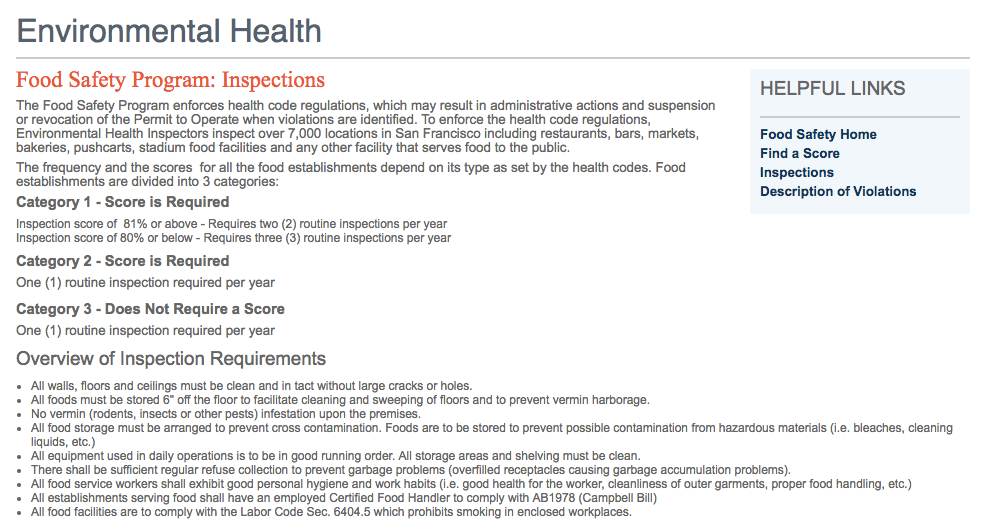 Environmental Health
Food Safety Program: Inspections
The Food Safety Program enforces health code regulations, which may result in administrative actions and suspension
or revocation of the Permit to Operate when violations are identified. To enforce the health code regulations,
Environmental Health Inspectors inspect over 7,000 locations in San Francisco including restaurants, bars, markets,
bakeries, pushcarts, stadium food facilities and any other facility that serves food to the public.
The frequency and the scores for all the food establishments depend on its type as set by the health codes. Food
establishments are divided into 3 categories:
Category 1 - Score is Required
Inspection score of 81% or above - Requires two (2) routine inspections per year
Inspection score of 80% or below - Requires three (3) routine inspections per year
Category 2 - Score is Required
One (1) routine inspection required per year
Category 3 - Does Not Require a Score
One (1) routine inspection required per year
Overview of Inspection Requirements
• All walls, floors and ceilings must be clean and in tact without large cracks or holes.
• All foods must be stored 6" off the floor to facilitate cleaning and sweeping of floors and to prevent vermin harborage.
• No vermin (rodents, insects or other pests) infestation upon the premises.
• All food storage must be arranged to prevent cross contamination. Foods are to be stored to prevent possible contamination from hazardous materials (i.e. bleaches, cleaning
liquids, etc.)
• All equipment used in daily operations is to be in good running order. All storage areas and shelving must be clean.
• There shall be sufficient regular refuse collection to prevent garbage problems (overfilled receptacles causing garbage accumulation problems).
• All food service workers shall exhibit good personal hygiene and work habits (i.e. good health for the worker, cleanliness of outer garments, proper food handling, etc.)
• All establishments serving food shall have an employed Certified Food Handler to comply with AB1978 (Campbell Bill)
• All food facilities are to comply with the Labor Code Sec. 6404.5 which prohibits smoking in enclosed workplaces.
HELPFUL LINKS
Food Safety Home
Find a Score
Inspections
Description of Violations